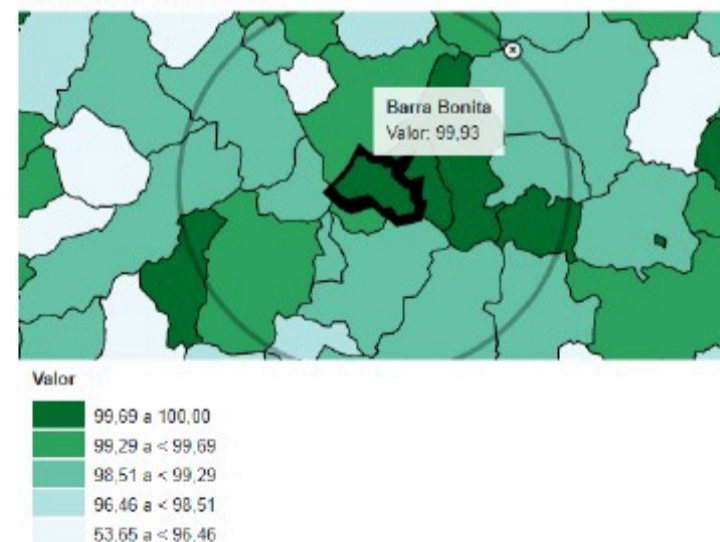 Barra Bonita
Valor: 99,93
Valor
99,69 a 100,00
99,29 a < 99,69
98,51 a < 99,29
96,46 a < 98,51
53,65 a < 96,46